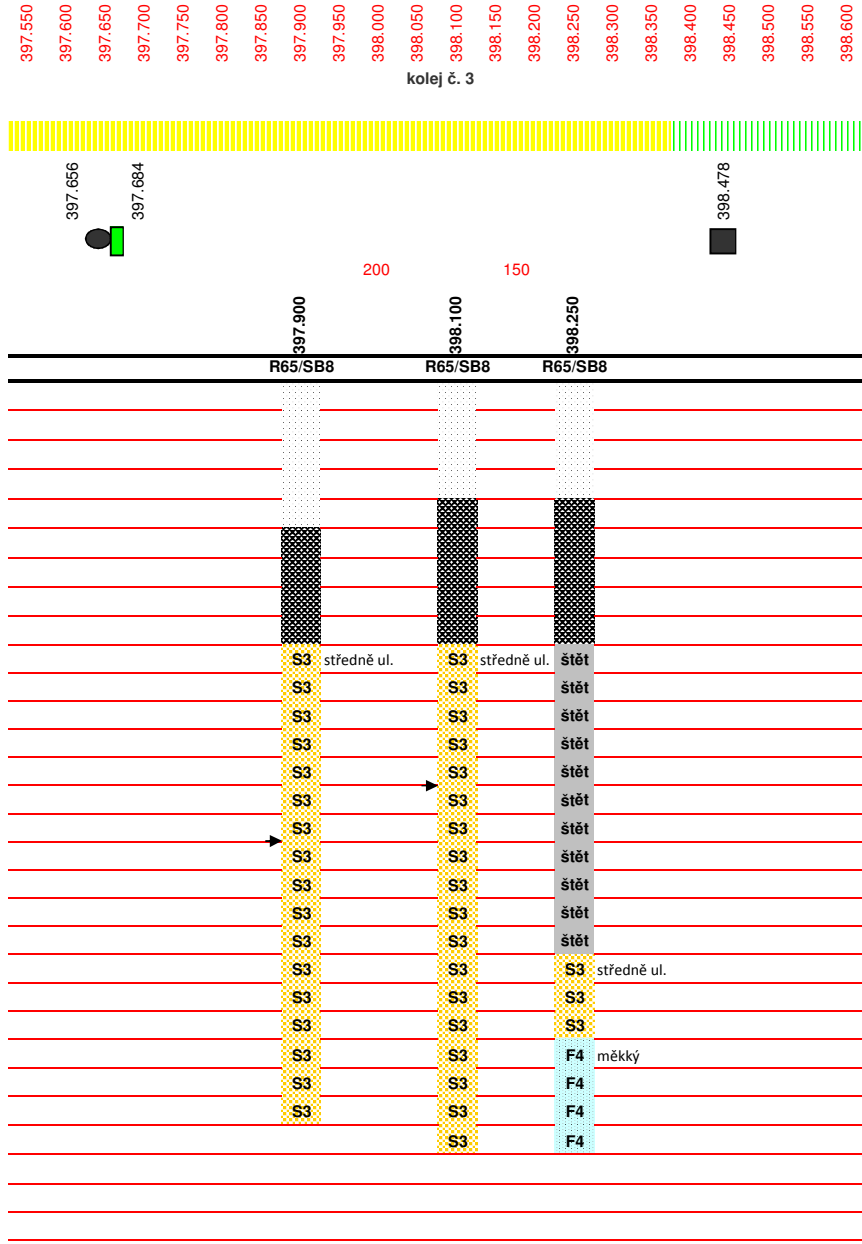 397.550 397.600 397.650 397.700 397.750 397.800 397.850 397.900 397.950 398.000 398.050 398.100 398.150 398.200 398.250 398.300 398.350 398.400 398.450 398.500 398.550 398.600
kolej č. 3
397.656 397.684 398.478
200 150
397.900 398.100 398.250
R65/SB8 R65/SB8 R65/SB8
S3 středně ul. S3 středně ul. štět
S3 S3 štět
S3 S3 štět
S3 S3 štět
S3 S3 štět
S3 S3 štět
S3 S3 štět
S3 S3 štět
S3 S3 štět
S3 S3 štět
S3 S3 štět
S3 S3 S3 středně ul.
S3 S3 S3
S3 S3 S3
S3 S3 F4 měkký
S3 S3 F4
S3 S3 F4
S3 F4